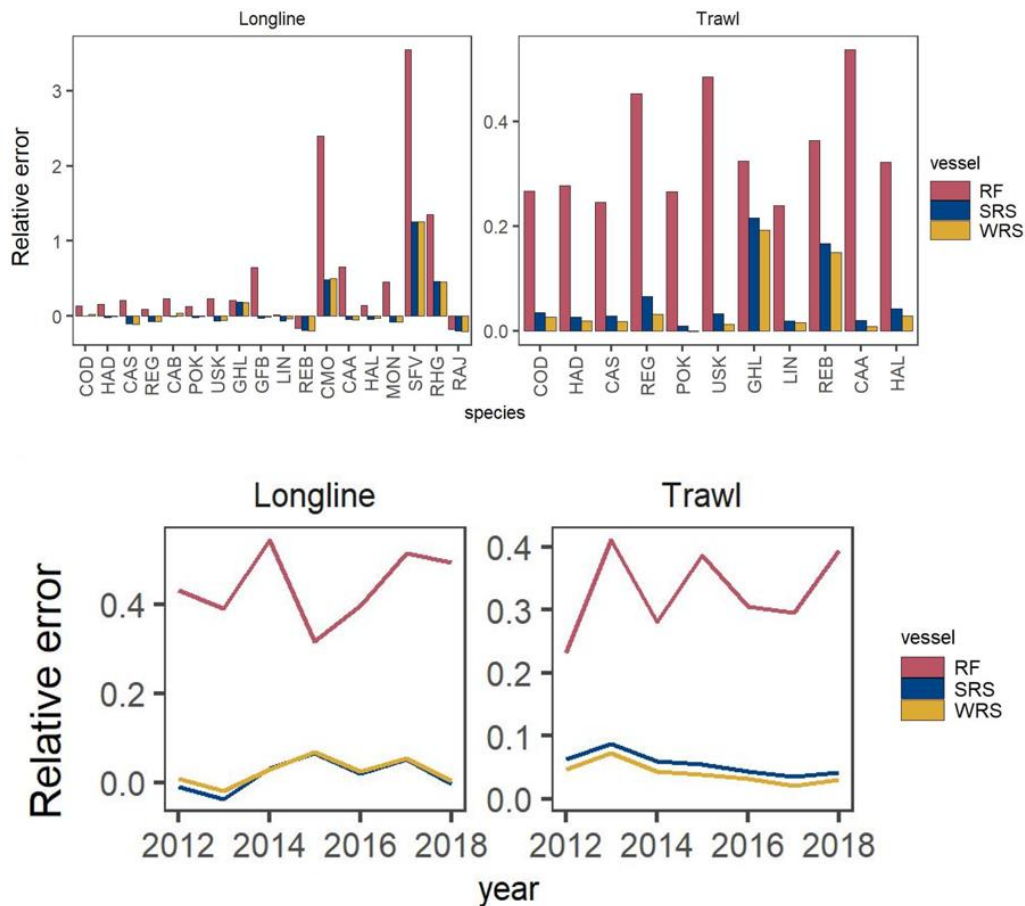 Longline
Trawl
Relative error
3
2
1
0
0.4
0.2
0.0
COD HAD CAS REG CAB POK USK GHL GFB LIN REB CMO CAA HAL MON SFV RHG RAJ
COD HAD CAS REG POK USK GHL LIN REB CAA HAL
species
vessel
RF
SRS
WRS
Longline
Trawl
Relative error
0.4
0.2
0.0
0.4
0.3
0.2
0.1
0.0
2012 2014 2016 2018
2012 2014 2016 2018
year
vessel
RF
SRS
WRS